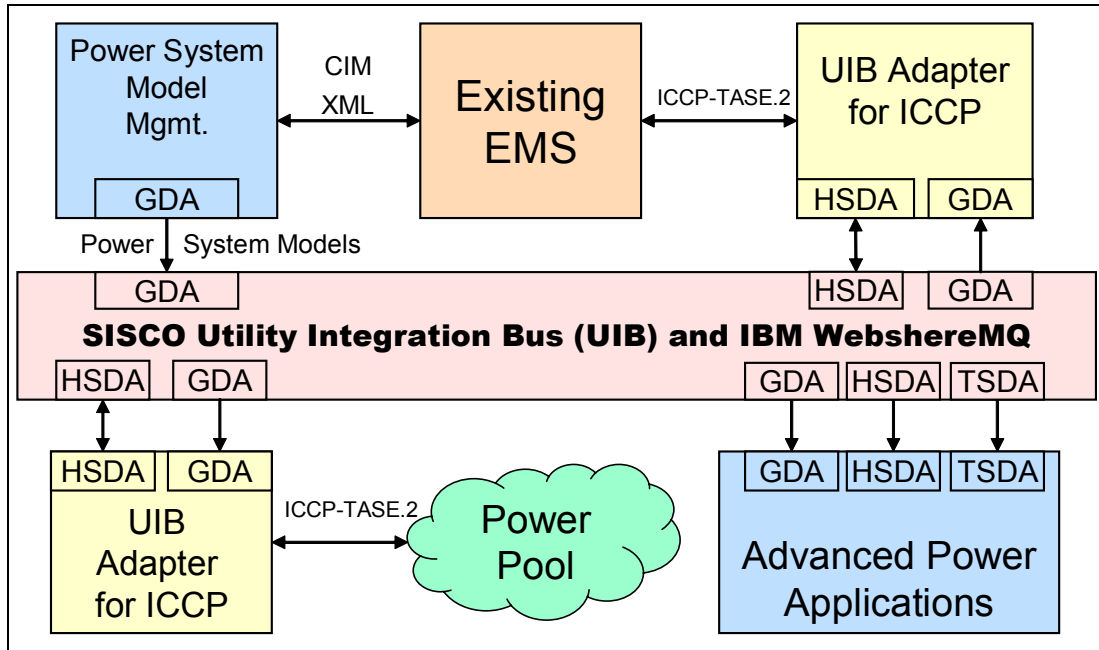 Power System
Model
Mgmt.
GDA
CIM
XML
Existing
EMS
ICCP-TASE.2
UIB Adapter
for ICCP
HSDA
GDA
Power System Models
GDA
HSDA
GDA
SISCO Utility Integration Bus (UIB) and IBM WebshereMQ
HSDA
GDA
GDA
HSDA
TSDA
HSDA
GDA
UIB
Adapter
for ICCP
ICCP-TASE.2
Power
Pool
GDA
HSDA
TSDA
Advanced Power
Applications